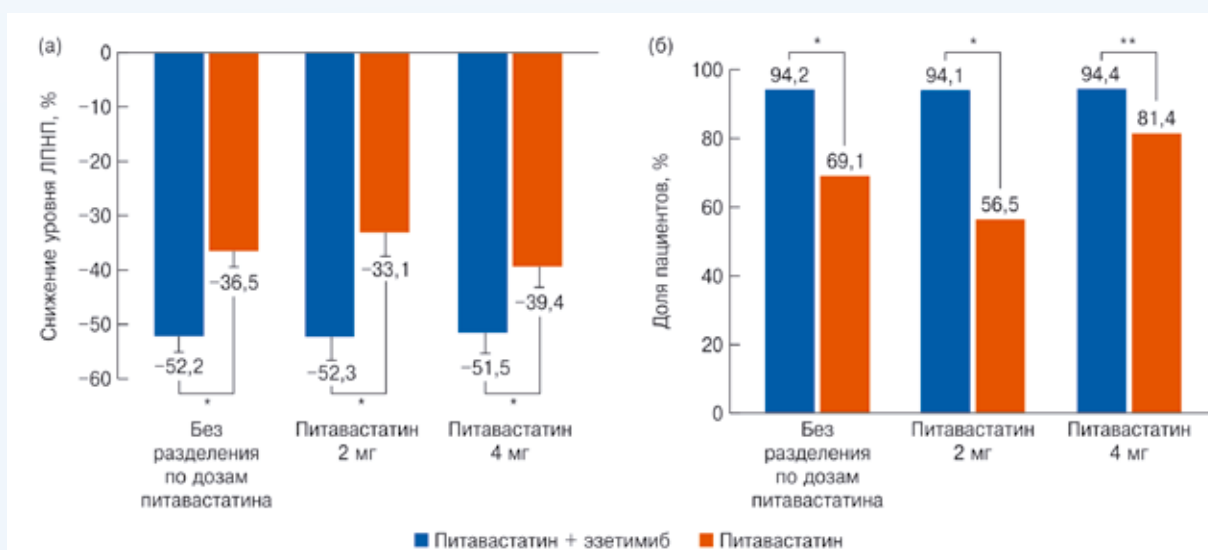 (а)
Снижение уровня ЛПНП, %
0
−10
−20
−30
−40
−50
−60
−52,2
−36,5
*
−52,3
−33,1
*
−51,5
−39,4
*
Без
разделения
по дозам
питавастатина
Питавастатин
2 мг
Питавастатин
4 мг
(б)
Доля пациентов, %
100
80
60
40
20
0
*
94,2
69,1
*
94,1
56,5
**
94,4
81,4
Без
разделения
по дозам
питавастатина
Питавастатин
2 мг
Питавастатин
4 мг
Питавастатин + эзетимиб
Питавастатин